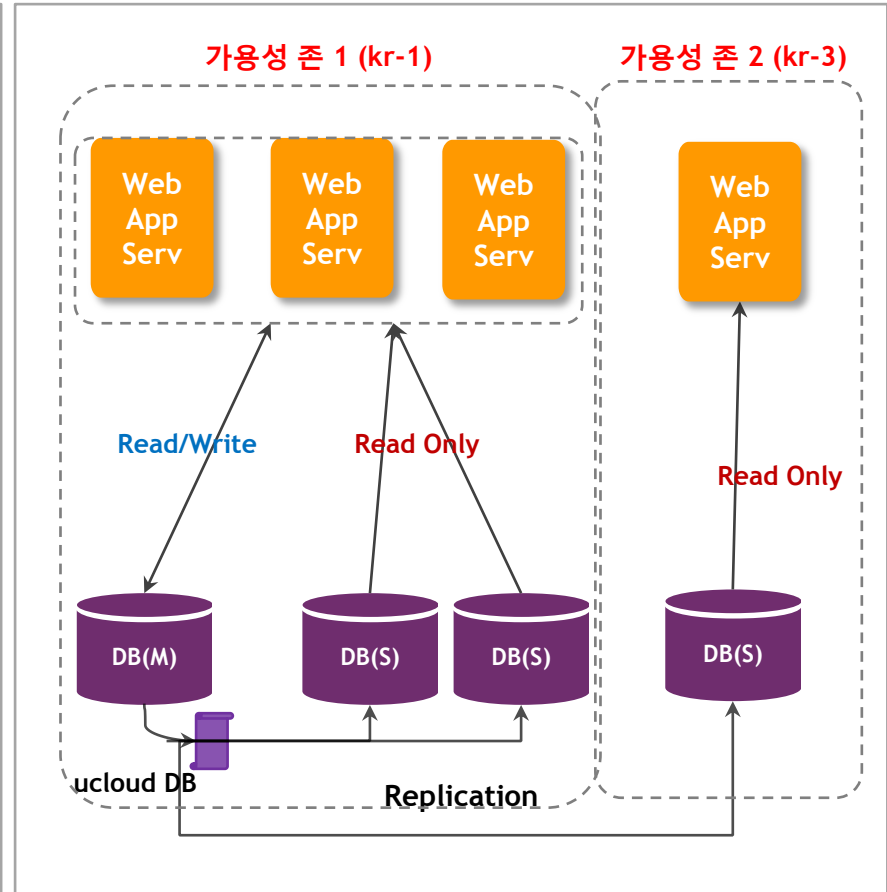 가용성 존 1 (kr-1)
가용성 존 2 (kr-3)
Web
App
Serv
Web
App
Serv
Web
App
Serv
Web
App
Serv
Read/Write
Read Only
Read Only
DB(M)
DB(S)
DB(S)
DB(S)
ucloud DB
Replication